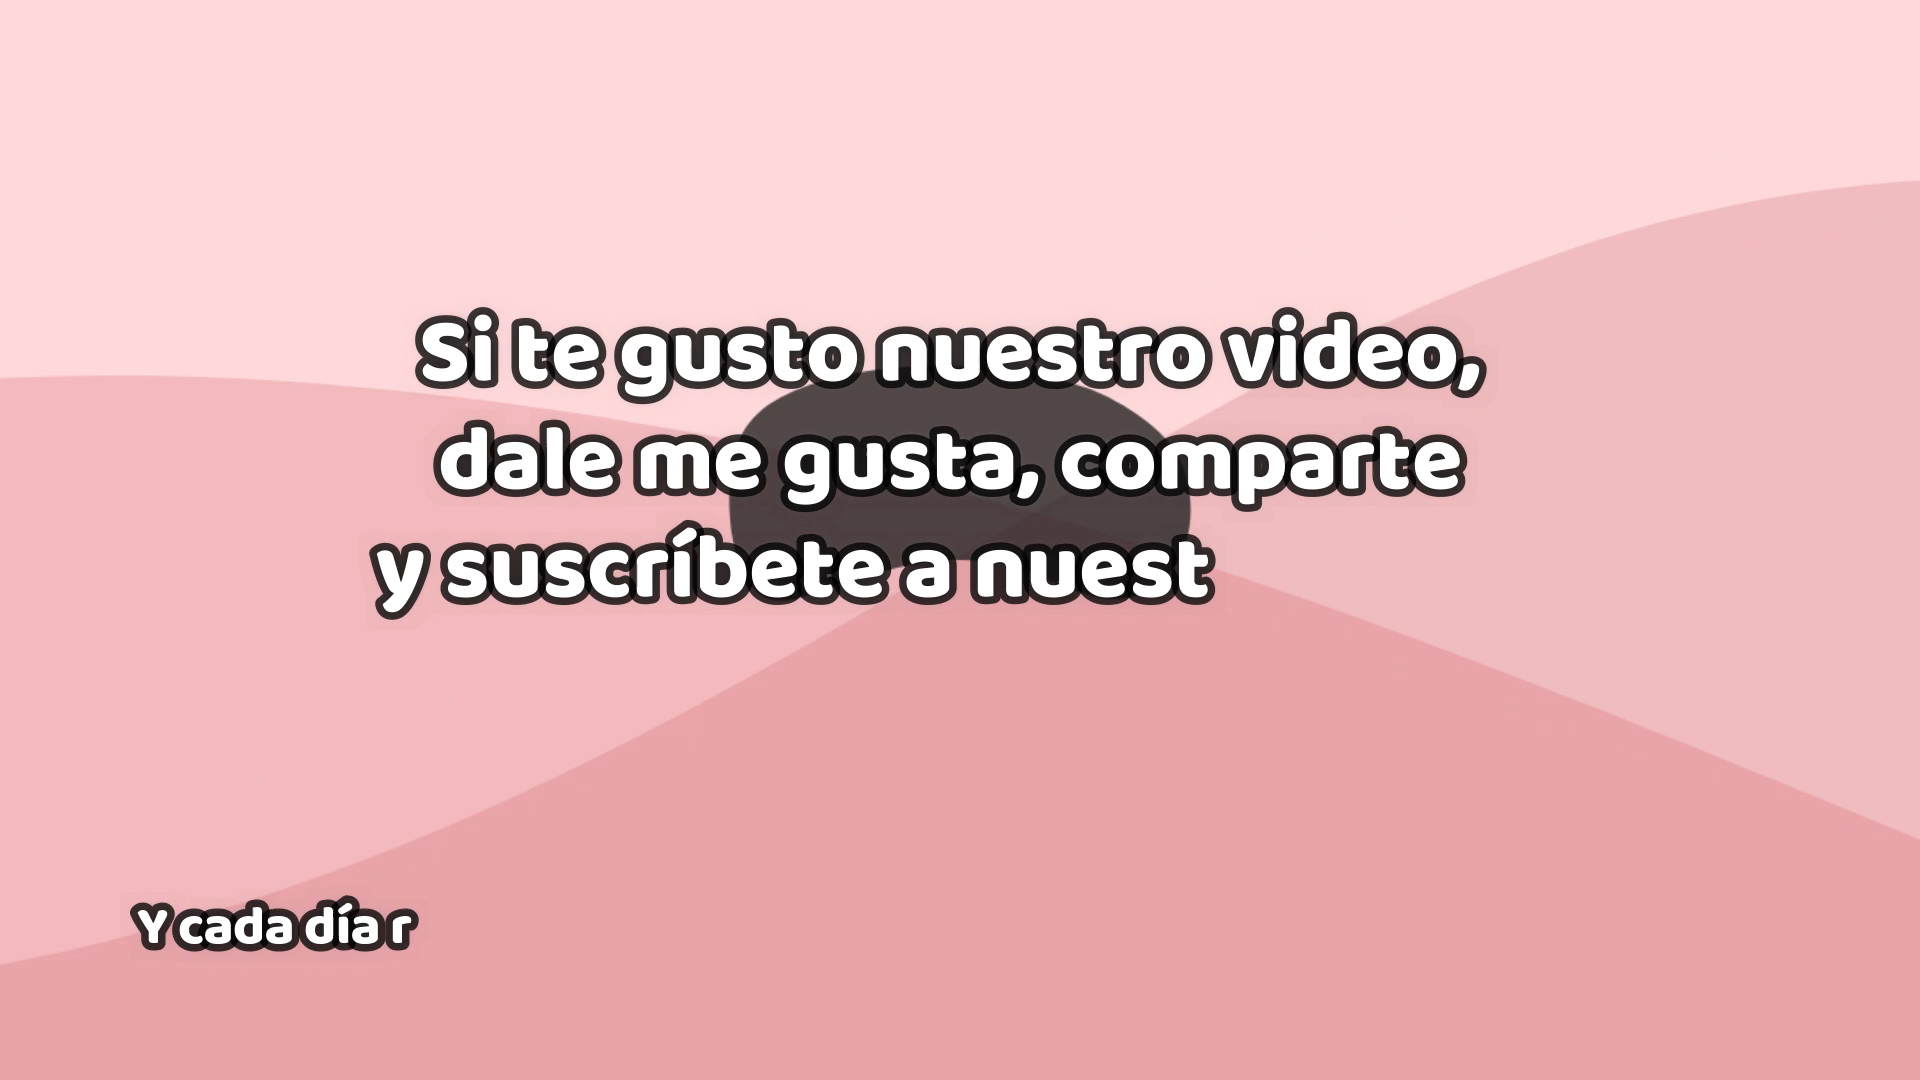 Si te gusto nuestro video,
dale me gusta, comparte
y suscríbete a nuest
Y cada día r